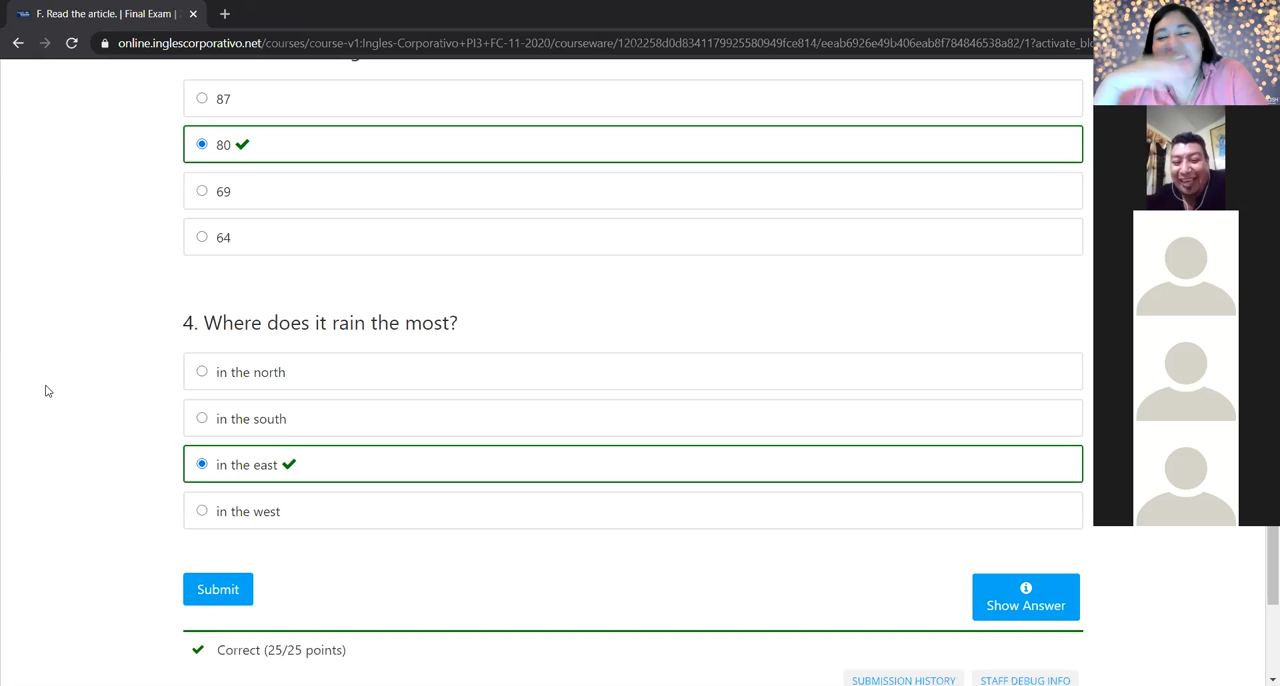 F. Read the article. | Final Exam |
online.inglescorporativo.net/courses/course-v1:Ingles-Corporativo+PI3+FC-11-2020/courseware/1202258d0d8341179925580949fce814/eeab6926e49b406eab8f784846538a82/1?activate_blo
87
80
69
64
4. Where does it rain the most?
in the north
in the south
in the east
in the west
Submit
Show Answer
Correct (25/25 points)
SUBMISSION HISTORY
STAFF DEBUG INFO